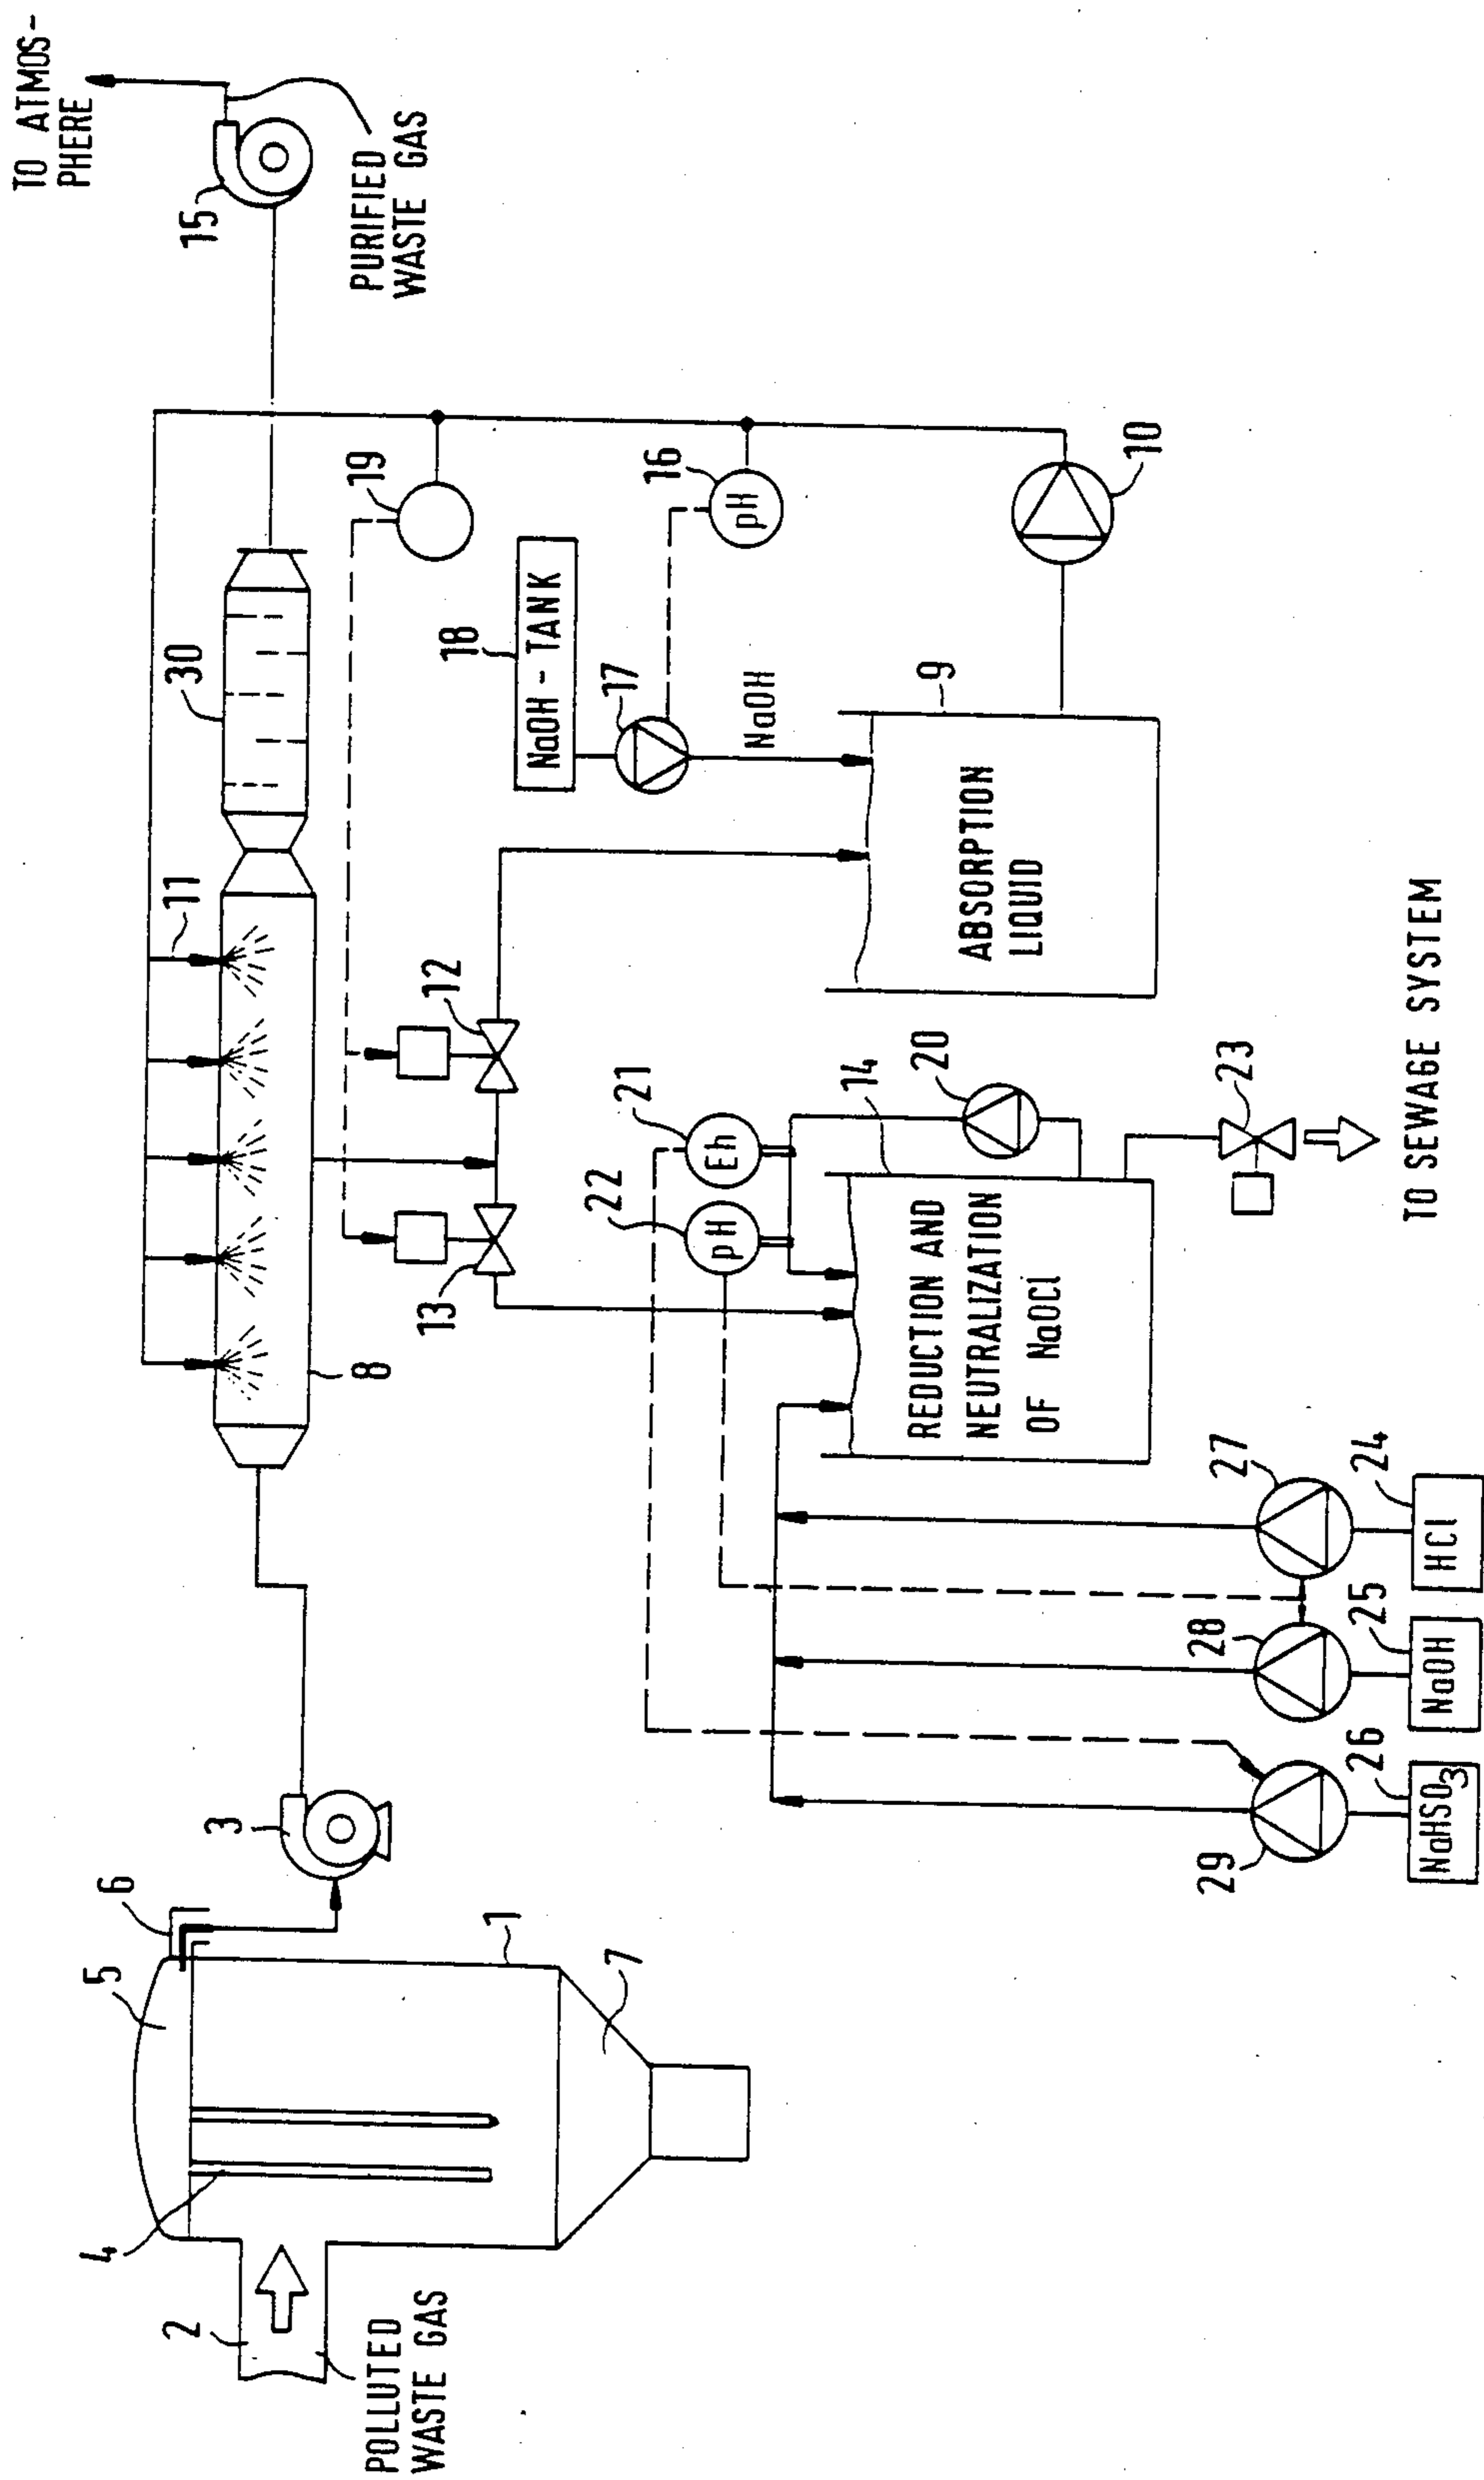 TO ATMOS-
PHERE
15
PURIFIED
WASTE GAS
30
11
19
16
pH
18
NaOH - TANK
17
NaOH
10
9
ABSORPTION
LIQUID
12
13
8
21
Eh
22
pH
14
20
23
REDUCTION AND
NEUTRALIZATION
OF NaOCl
TO SEWAGE SYSTEM
27
24
HCl
28
25
NaOH
29
26
NaHSO3
3
6
5
1
7
4
2
POLLUTED
WASTE GAS